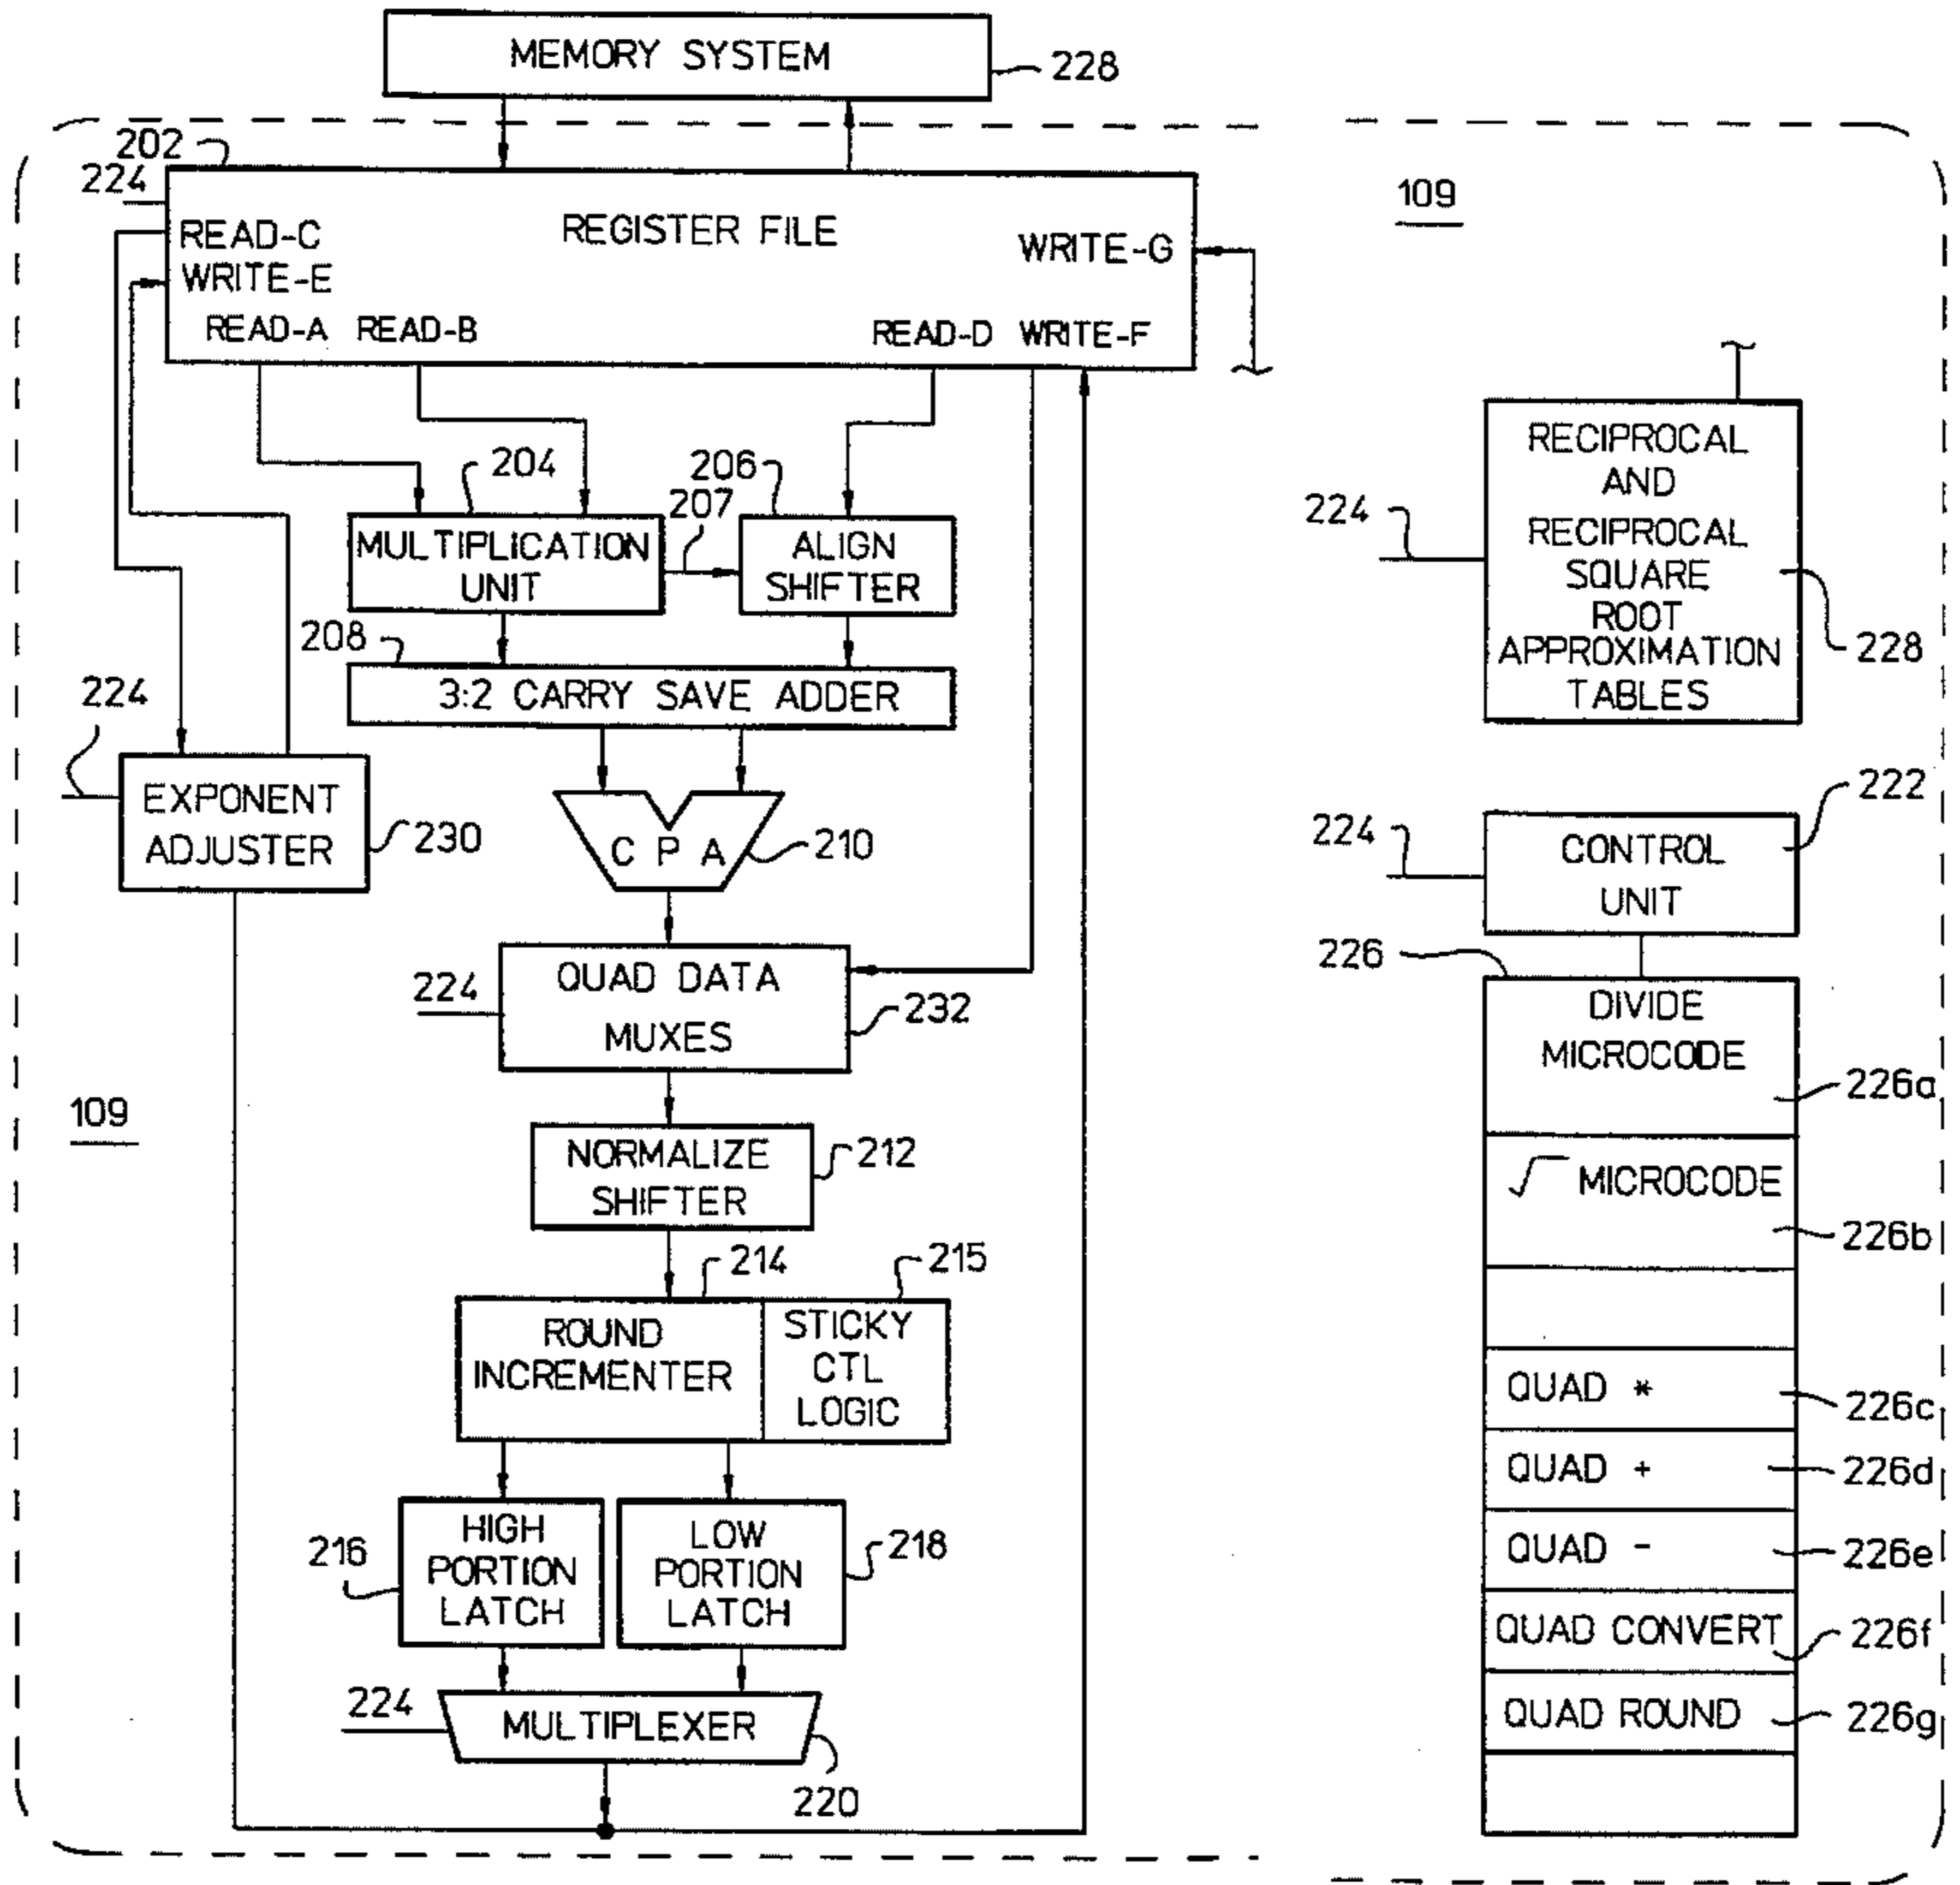 MEMORY SYSTEM
228
202
224
109
READ-C
REGISTER FILE
WRITE-G
WRITE-E
READ-A
READ-B
READ-D
WRITE-F
204
206
207
MULTIPLICATION
UNIT
ALIGN
SHIFTER
208
3:2 CARRY SAVE ADDER
224
EXPONENT
ADJUSTER
230
C P A
210
224
QUAD DATA
MUXES
232
109
NORMALIZE
SHIFTER
212
214
215
ROUND
INCREMENTER
STICKY
CTL
LOGIC
216
HIGH
PORTION
LATCH
LOW
PORTION
LATCH
218
224
MULTIPLEXER
220
RECIPROCAL
AND
RECIPROCAL
SQUARE
ROOT
APPROXIMATION
TABLES
224
228
222
224
CONTROL
UNIT
226
DIVIDE
MICROCODE
226a
√ MICROCODE
226b
QUAD *
226c
QUAD +
226d
QUAD -
226e
QUAD CONVERT
226f
QUAD ROUND
226g